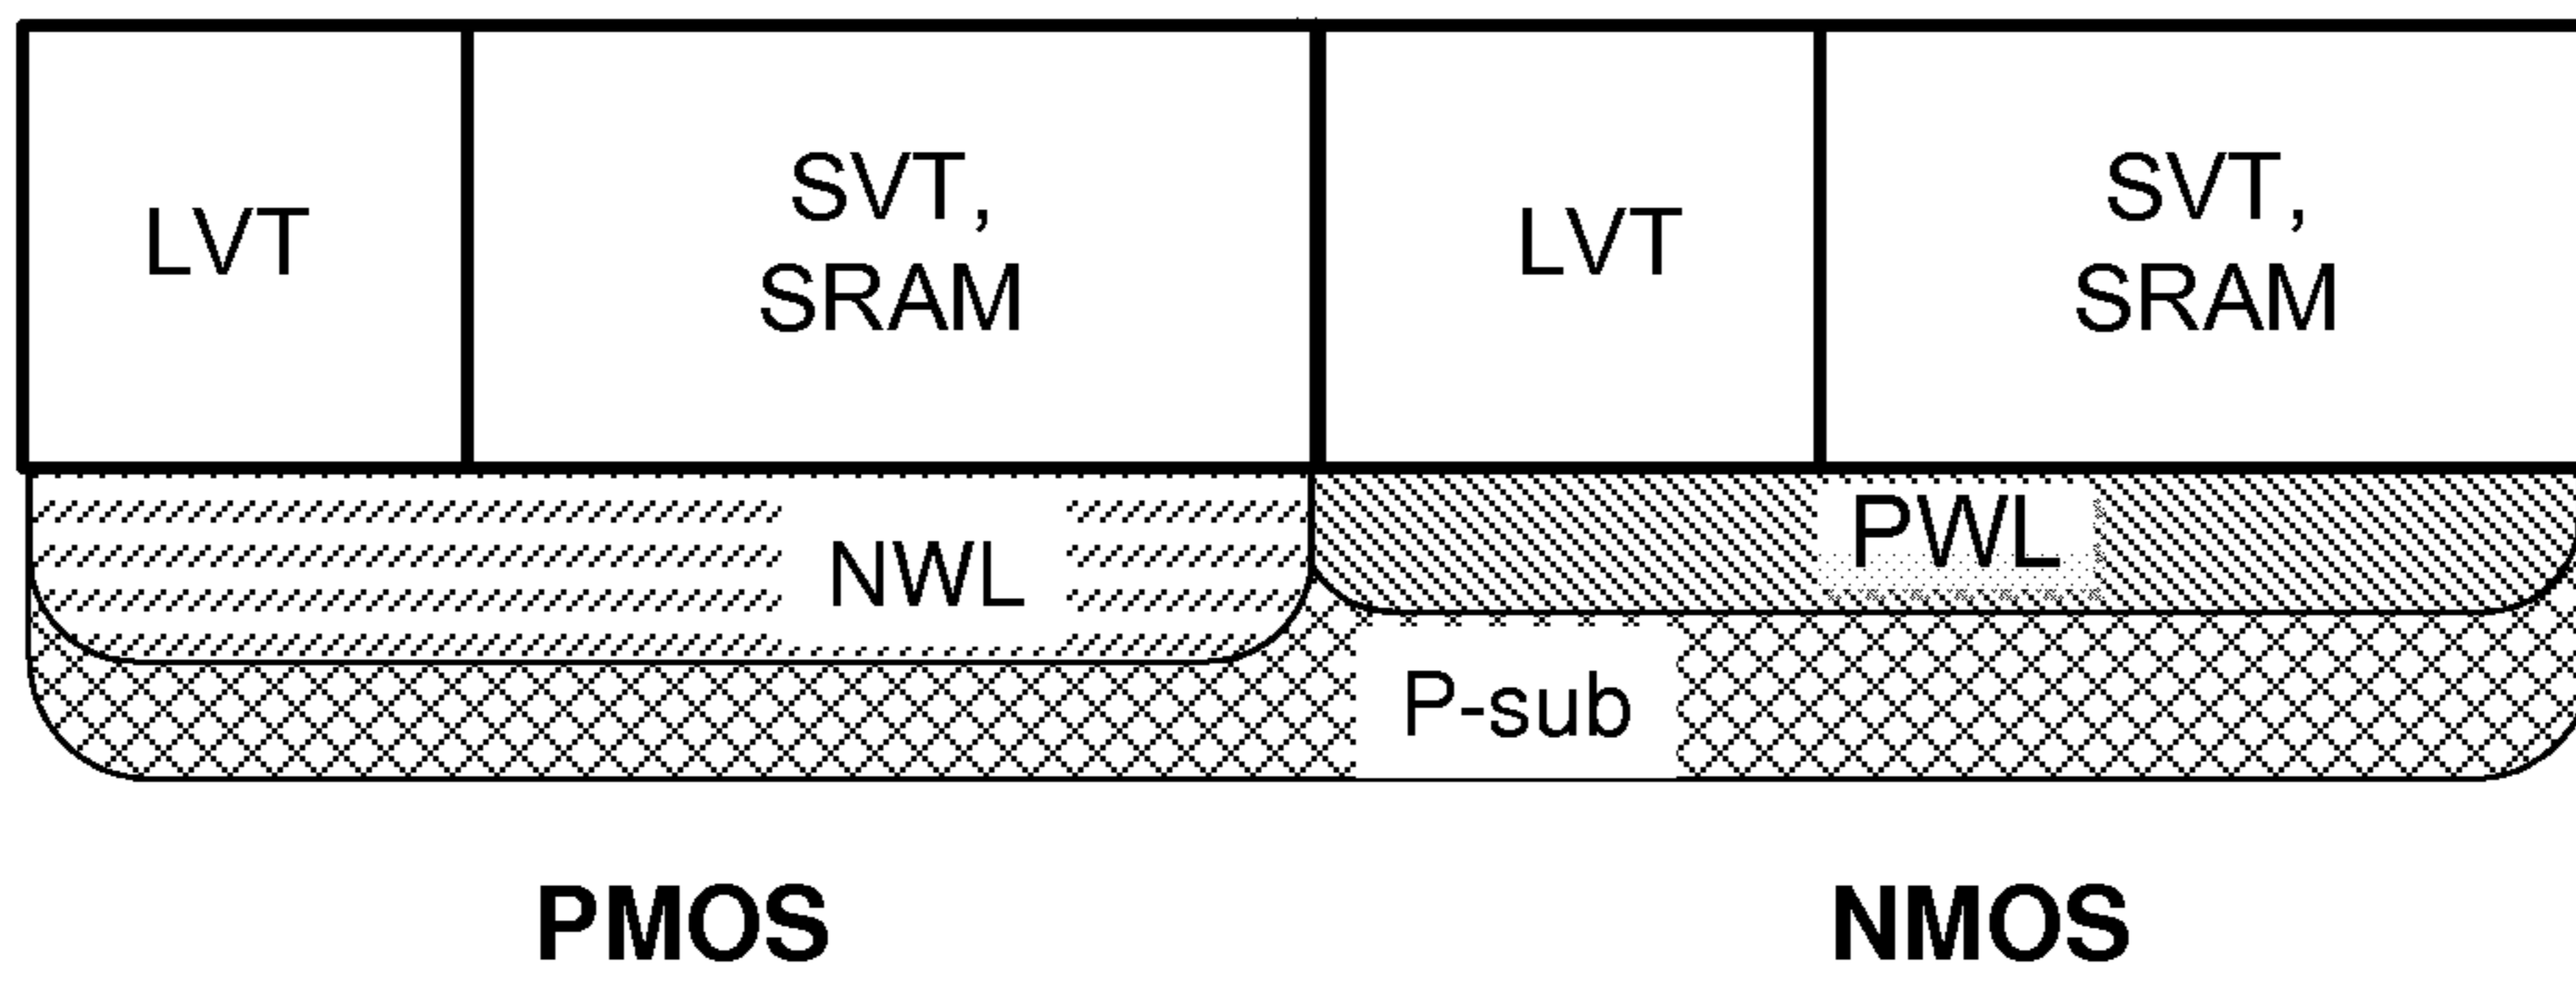 LVT
SVT,
SRAM
LVT
SVT,
SRAM
NWL
PWL
P-sub
PMOS
NMOS